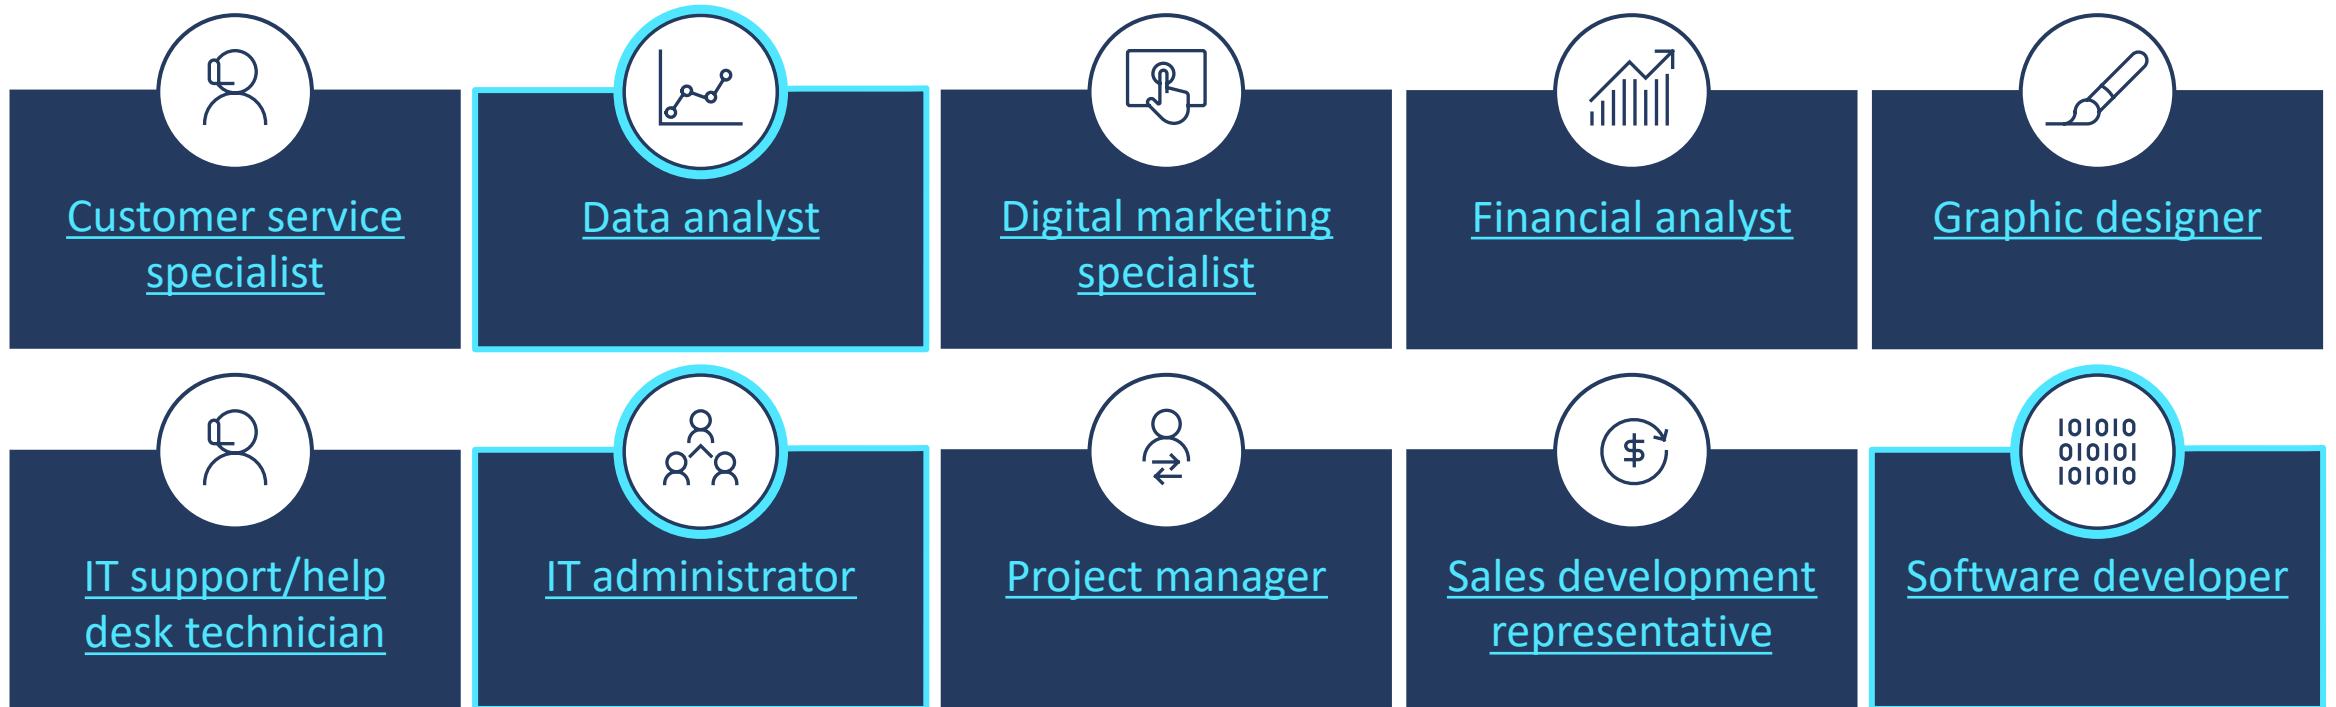 Customer service
specialist
Data analyst
Digital marketing
specialist
Financial analyst
Graphic designer
IT support/help
desk technician
IT administrator
Project manager
$
Sales development
representative
101010
010101
101010
Software developer